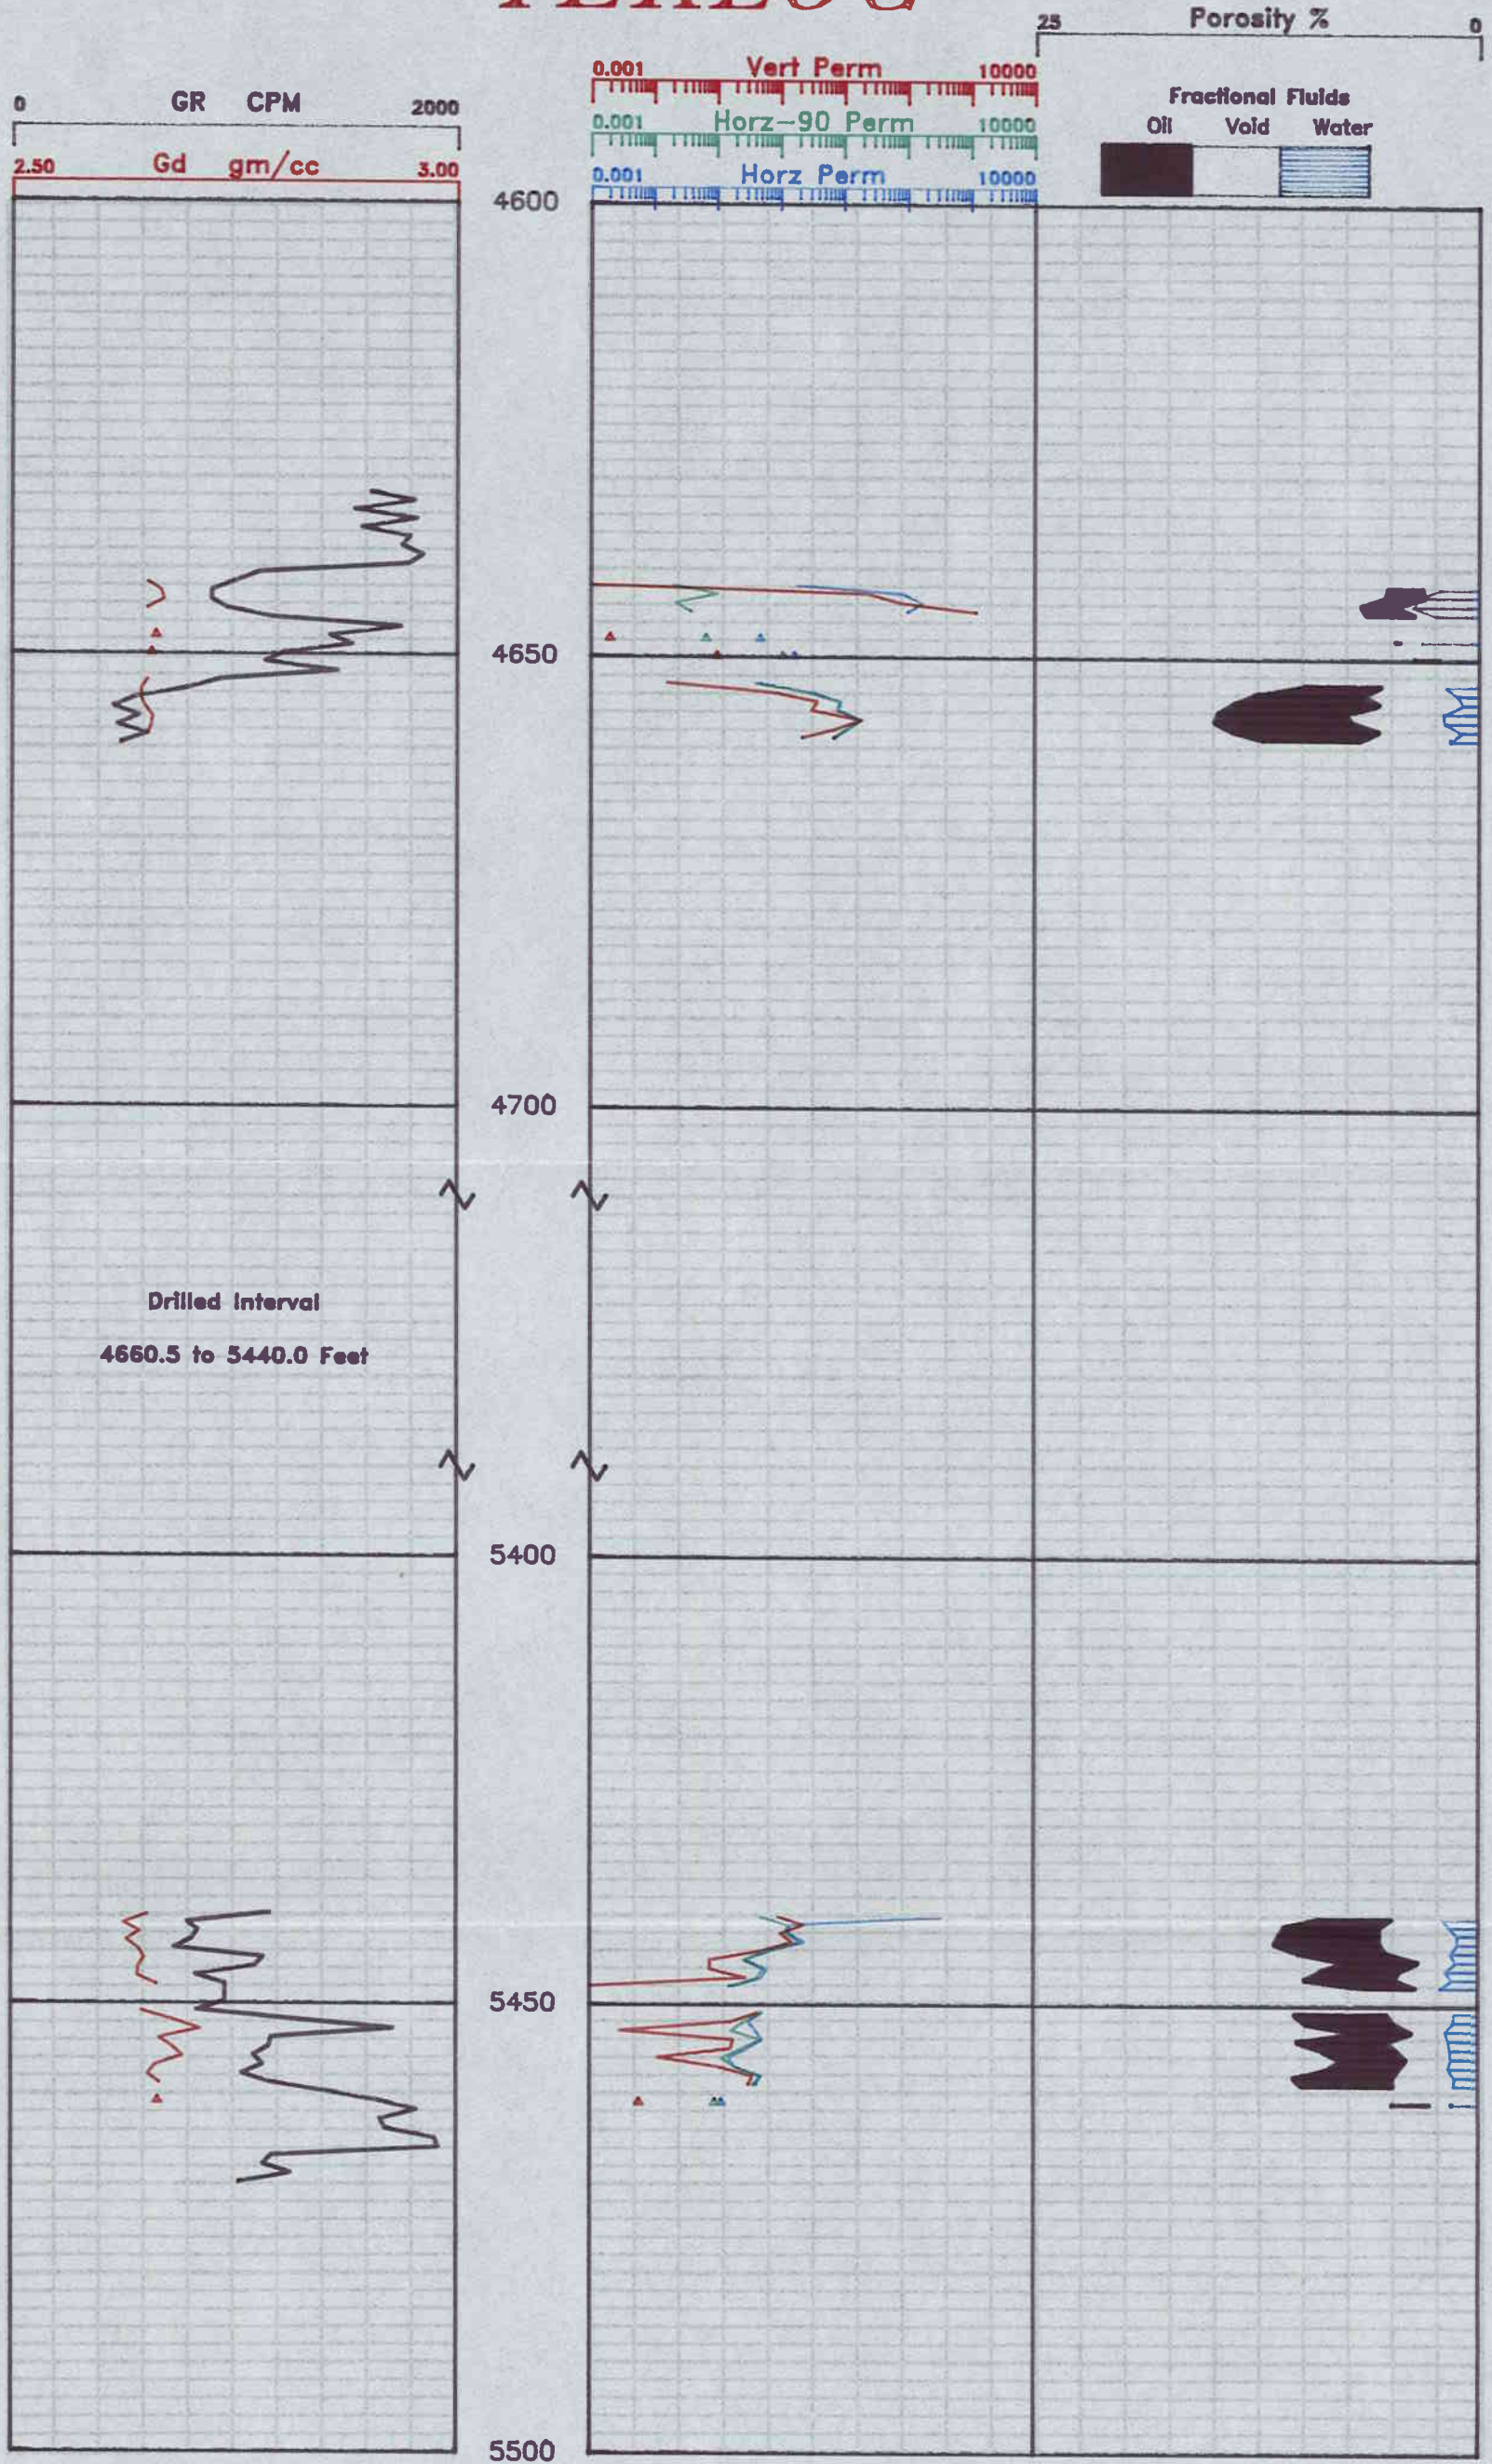 25 Porosity % 0
0.001 Vert Perm 10000
0 GR CPM 2000
Fractional Fluids
0.001 Horz-90 Perm 10000
Oil Void Water
2.50 Gd gm/cc 3.00
0.001 Horz Perm 10000
4600
4650
4700
Drilled Interval
4660.5 to 5440.0 Feet
5400
5450
5500